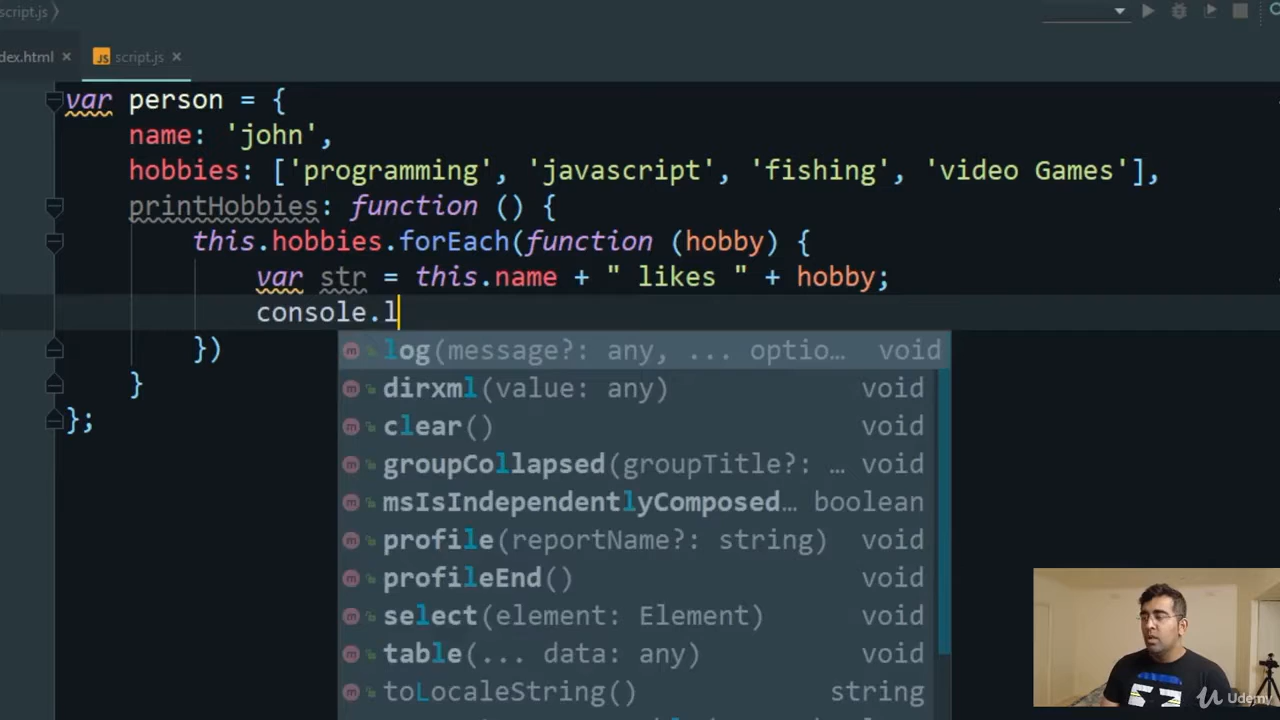 script.js
dex.html
JS script.js
var person = {
name: 'john',
hobbies: ['programming', 'javascript', 'fishing', 'video Games'],
printHobbies: function () {
this.hobbies.forEach(function (hobby) {
var str = this.name + " likes " + hobby;
console.l
})
}
};
m log(message?: any, ... optio… void
m dirxml(value: any) void
m clear() void
m groupCollapsed(groupTitle?: … void
m msIsIndependentlyComposed… boolean
m profile(reportName?: string) void
m profileEnd() void
m select(element: Element) void
m table(... data: any) void
m toLocaleString() string
Udemy